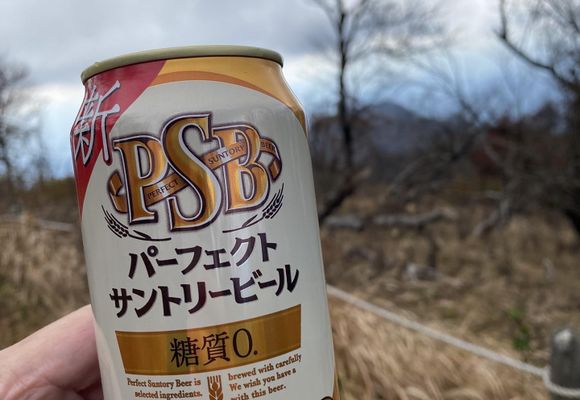 新
PSB
PERFECT SUNTORY BEER
パーフェクト
サントリービール
糖質0.
Perfect Suntory Beer is
selected ingredients.
brewed with carefully
We wish you have a
with this beer.